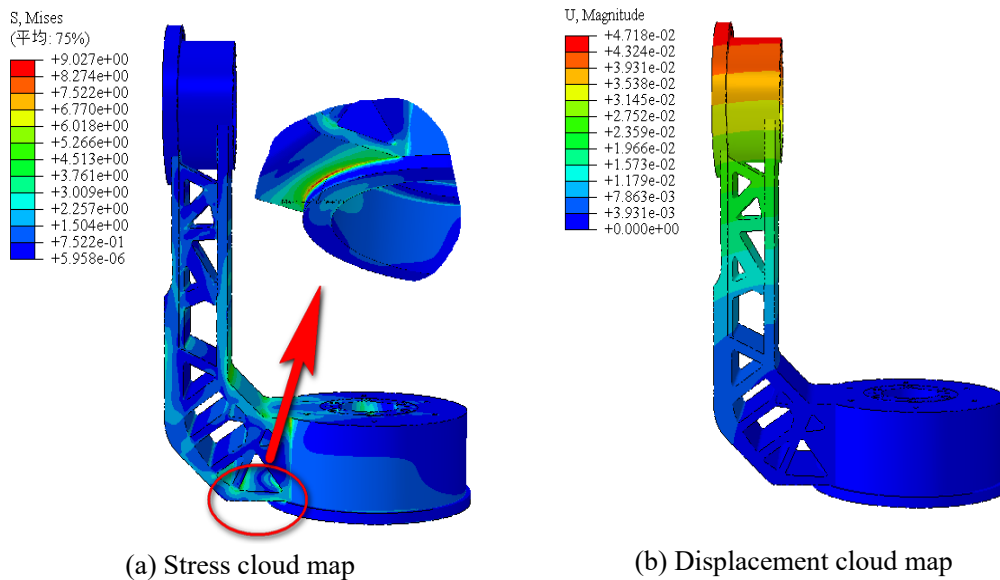 S, Mises
(平均: 75%)
+9.027e+00
+8.274e+00
+7.522e+00
+6.770e+00
+6.018e+00
+5.266e+00
+4.513e+00
+3.761e+00
+3.009e+00
+2.257e+00
+1.504e+00
+7.522e-01
+5.958e-06
U, Magnitude
+4.718e-02
+4.324e-02
+3.931e-02
+3.538e-02
+3.145e-02
+2.752e-02
+2.359e-02
+1.966e-02
+1.573e-02
+1.179e-02
+7.863e-03
+3.931e-03
+0.000e+00
(a) Stress cloud map
(b) Displacement cloud map